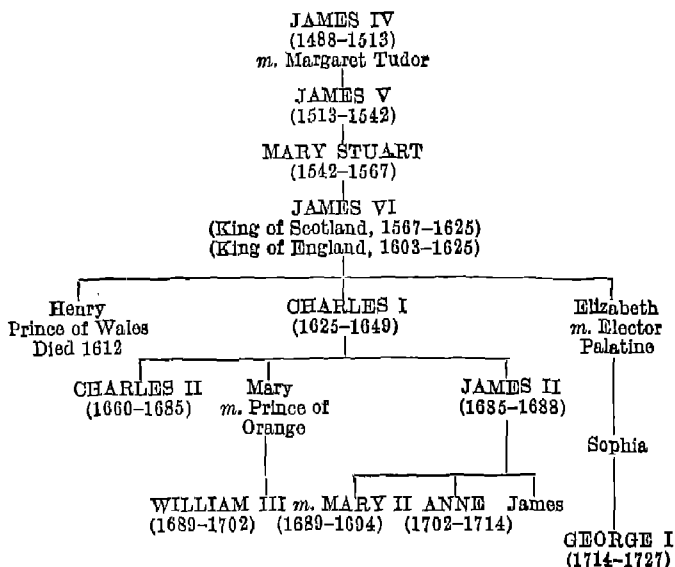 JAMES IV
(1488–1513)
m. Margaret Tudor
JAMES V
(1513–1542)
MARY STUART
(1542–1567)
JAMES VI
(King of Scotland, 1567–1625)
(King of England, 1603–1625)
Henry
Prince of Wales
Died 1612
CHARLES I
(1625–1649)
Elizabeth
m. Elector
Palatine
CHARLES II
(1660–1685)
Mary
m. Prince of
Orange
JAMES II
(1685–1688)
Sophia
WILLIAM III m. MARY II ANNE James
(1689–1702) (1689–1694) (1702–1714)
GEORGE I
(1714–1727)